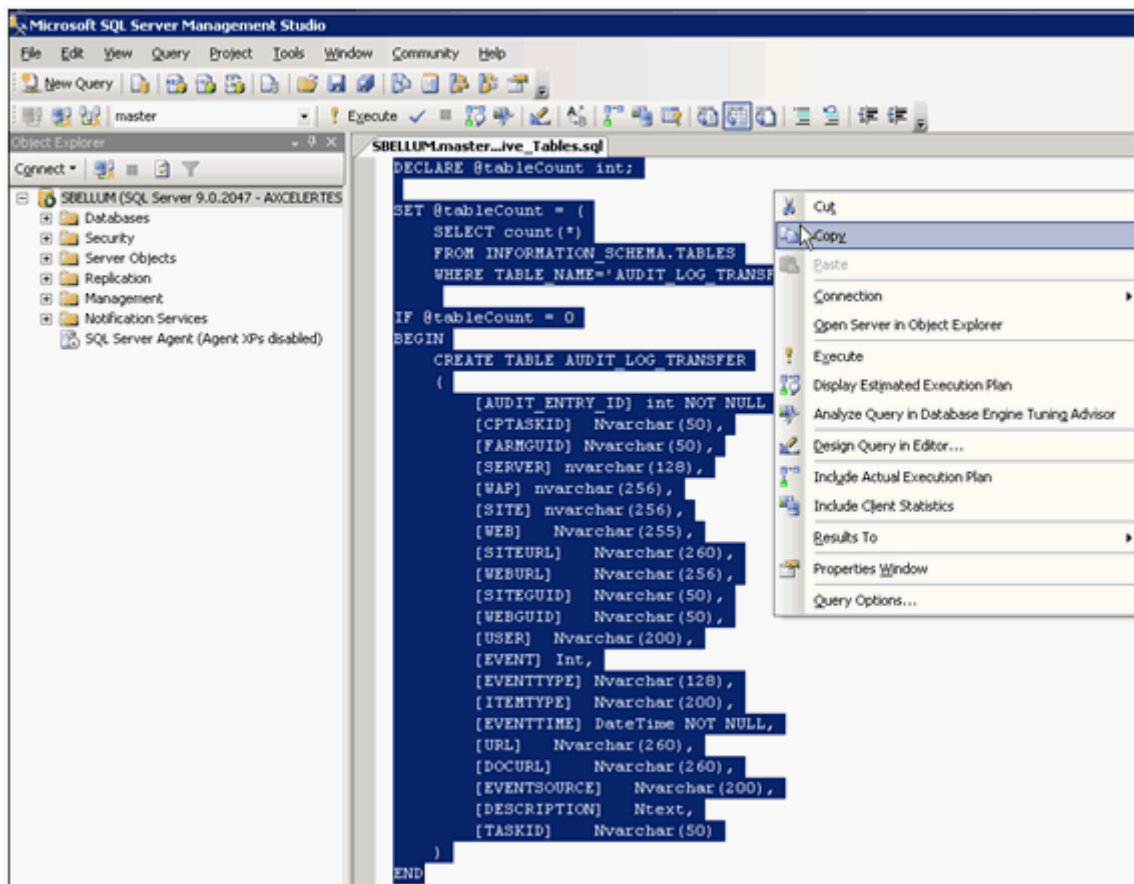 Microsoft SQL Server Management Studio
File Edit View Query Project Tools Window Community Help
New Query
master Execute
Object Explorer
Connect
SBELLUM (SQL Server 9.0.2047 - AXCELERTES
Databases
Security
Server Objects
Replication
Management
Notification Services
SQL Server Agent (Agent XPs disabled)
SBELLUM.master...ive_Tables.sql
DECLARE @tableCount int;
SET @tableCount = (
SELECT count(*)
FROM INFORMATION_SCHEMA.TABLES
WHERE TABLE_NAME='AUDIT_LOG_TRANSF
IF @tableCount = 0
BEGIN
CREATE TABLE AUDIT_LOG_TRANSFER
(
[AUDIT_ENTRY_ID] int NOT NULL
[CPTASKID] Nvarchar(50),
[FARMGUID] Nvarchar(50),
[SERVER] nvarchar(128),
[WAP] nvarchar(256),
[SITE] nvarchar(256),
[WEB] Nvarchar(255),
[SITEURL] Nvarchar(260),
[WEBURL] Nvarchar(256),
[SITEGUID] Nvarchar(50),
[WEBGUID] Nvarchar(50),
[USER] Nvarchar(200),
[EVENT] Int,
[EVENTTYPE] Nvarchar(128),
[ITEMTYPE] Nvarchar(200),
[EVENTTIME] DateTime NOT NULL,
[URL] Nvarchar(260),
[DOCURL] Nvarchar(260),
[EVENTSOURCE] Nvarchar(200),
[DESCRIPTION] Ntext,
[TASKID] Nvarchar(50)
)
END
Cut
Copy
Paste
Connection
Open Server in Object Explorer
Execute
Display Estimated Execution Plan
Analyze Query in Database Engine Tuning Advisor
Design Query in Editor...
Include Actual Execution Plan
Include Client Statistics
Results To
Properties Window
Query Options...